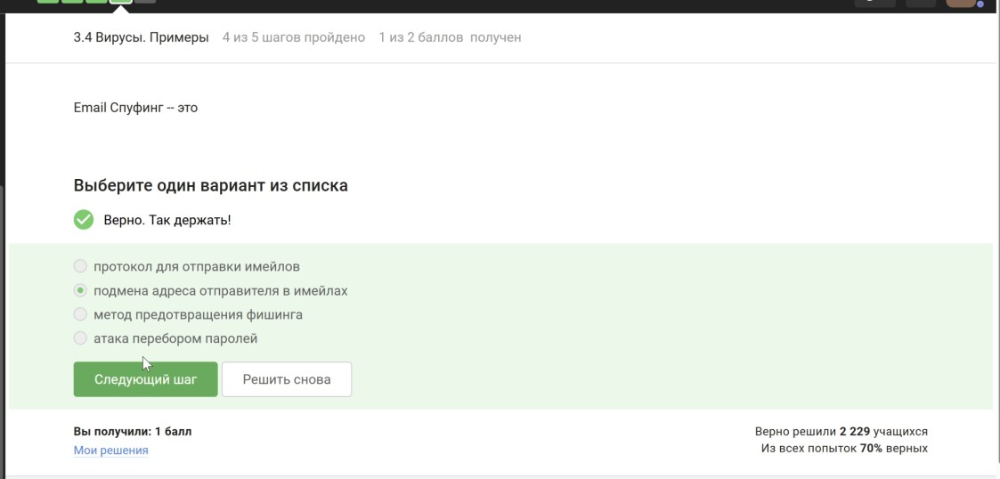 3.4 Вирусы. Примеры 4 из 5 шагов пройдено 1 из 2 баллов получен
Email Спуфинг -- это
Выберите один вариант из списка
Верно. Так держать!
протокол для отправки имейлов
подмена адреса отправителя в имейлах
метод предотвращения фишинга
атака перебором паролей
Следующий шаг Решить снова
Вы получили: 1 балл
Мои решения
Верно решили 2 229 учащихся
Из всех попыток 70% верных